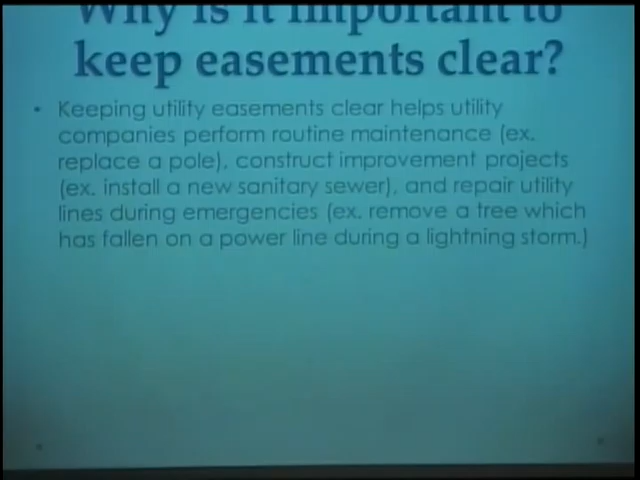 Why is it important to
keep easements clear?
• Keeping utility easements clear helps utility
companies perform routine maintenance (ex.
replace a pole), construct improvement projects
(ex. install a new sanitary sewer), and repair utility
lines during emergencies (ex. remove a tree which
has fallen on a power line during a lightning storm.)